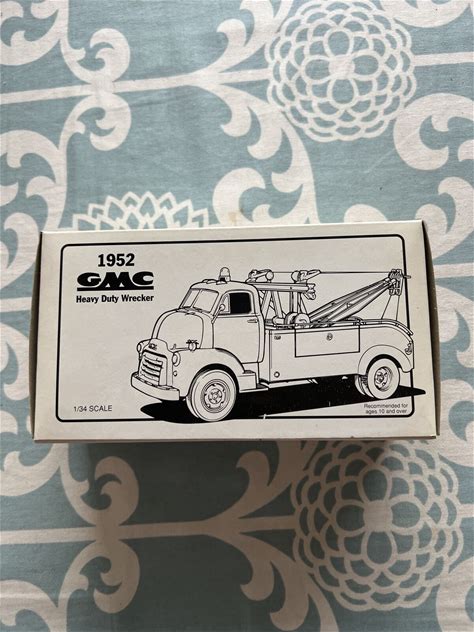 1952
GMC
Heavy Duty Wrecker
1/34 SCALE
Recommended for
ages 10 and over